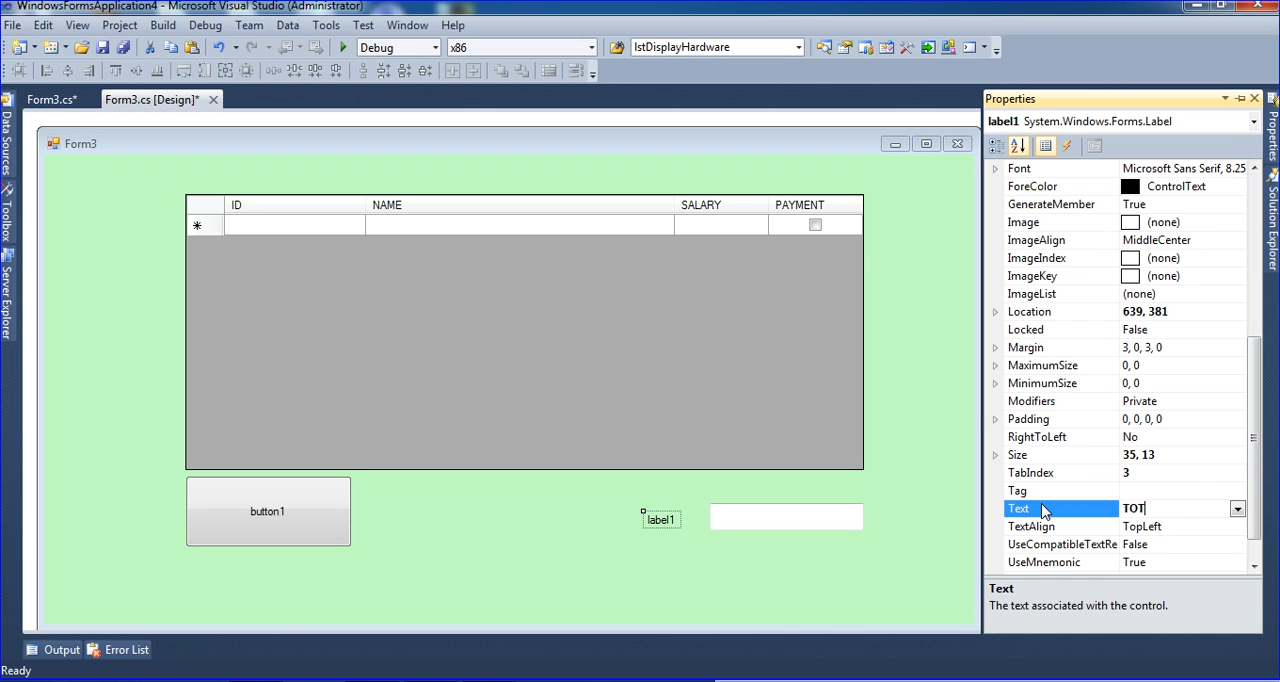 WindowsFormsApplication4 - Microsoft Visual Studio (Administrator)
File Edit View Project Build Debug Team Data Tools Test Window Help
Debug x86 lstDisplayHardware
Form3.cs* Form3.cs [Design]*
Data Sources
Toolbox
Server Explorer
Form3
ID NAME SALARY PAYMENT
button1
label1
Properties
label1 System.Windows.Forms.Label
Font Microsoft Sans Serif, 8.25
ForeColor ControlText
GenerateMember True
Image (none)
ImageAlign MiddleCenter
ImageIndex (none)
ImageKey (none)
ImageList (none)
Location 639, 381
Locked False
Margin 3, 0, 3, 0
MaximumSize 0, 0
MinimumSize 0, 0
Modifiers Private
Padding 0, 0, 0, 0
RightToLeft No
Size 35, 13
TabIndex 3
Tag
Text TOT
TextAlign TopLeft
UseCompatibleTextRe False
UseMnemonic True
Text
The text associated with the control.
Properties
Solution Explorer
Output Error List
Ready